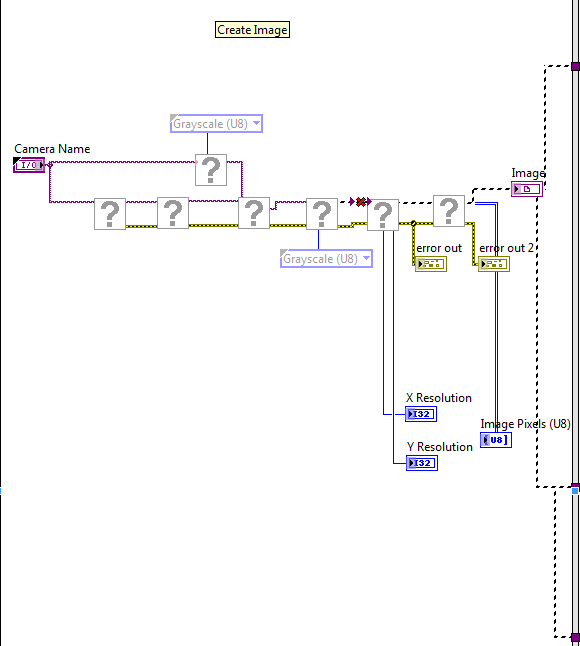 Create Image
Grayscale (U8)
Camera Name
I/O
?
Image
? ? ? ? ? ?
error out
error out 2
Grayscale (U8)
X Resolution
I32
Image Pixels (U8)
U8]
Y Resolution
I32